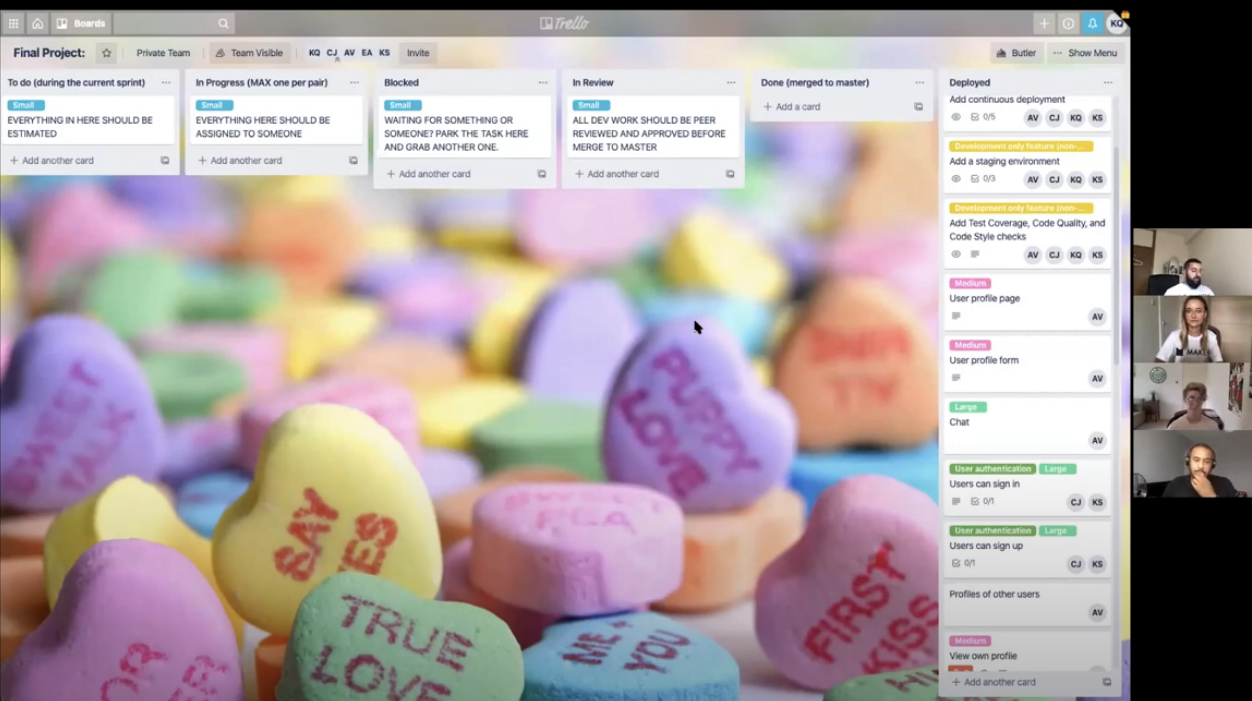 Boards
Trello
KQ
Final Project:
Private Team
Team Visible
KQ CJ AV EA KS
Invite
Butler
Show Menu
To do (during the current sprint)
Small
EVERYTHING IN HERE SHOULD BE
ESTIMATED
+ Add another card
In Progress (MAX one per pair)
Small
EVERYTHING HERE SHOULD BE
ASSIGNED TO SOMEONE
+ Add another card
Blocked
Small
WAITING FOR SOMETHING OR
SOMEONE? PARK THE TASK HERE
AND GRAB ANOTHER ONE.
+ Add another card
In Review
Small
ALL DEV WORK SHOULD BE PEER
REVIEWED AND APPROVED BEFORE
MERGE TO MASTER
+ Add another card
Done (merged to master)
+ Add a card
Deployed
Add continuous deployment
0/5 AV CJ KQ KS
Development only feature (non-...
Add a staging environment
0/3 AV CJ KQ KS
Development only feature (non-...
Add Test Coverage, Code Quality, and
Code Style checks
AV CJ KQ KS
Medium
User profile page
AV
Medium
User profile form
AV
Large
Chat
AV
User authentication Large
Users can sign in
0/1 CJ KS
User authentication Large
Users can sign up
0/1 CJ KS
Profiles of other users
AV
Medium
View own profile
+ Add another card
SWEET
TALK
PUPPY
LOVE
SAY
YES
TRUE
LOVE
ME +
YOU
FIRST
KISS